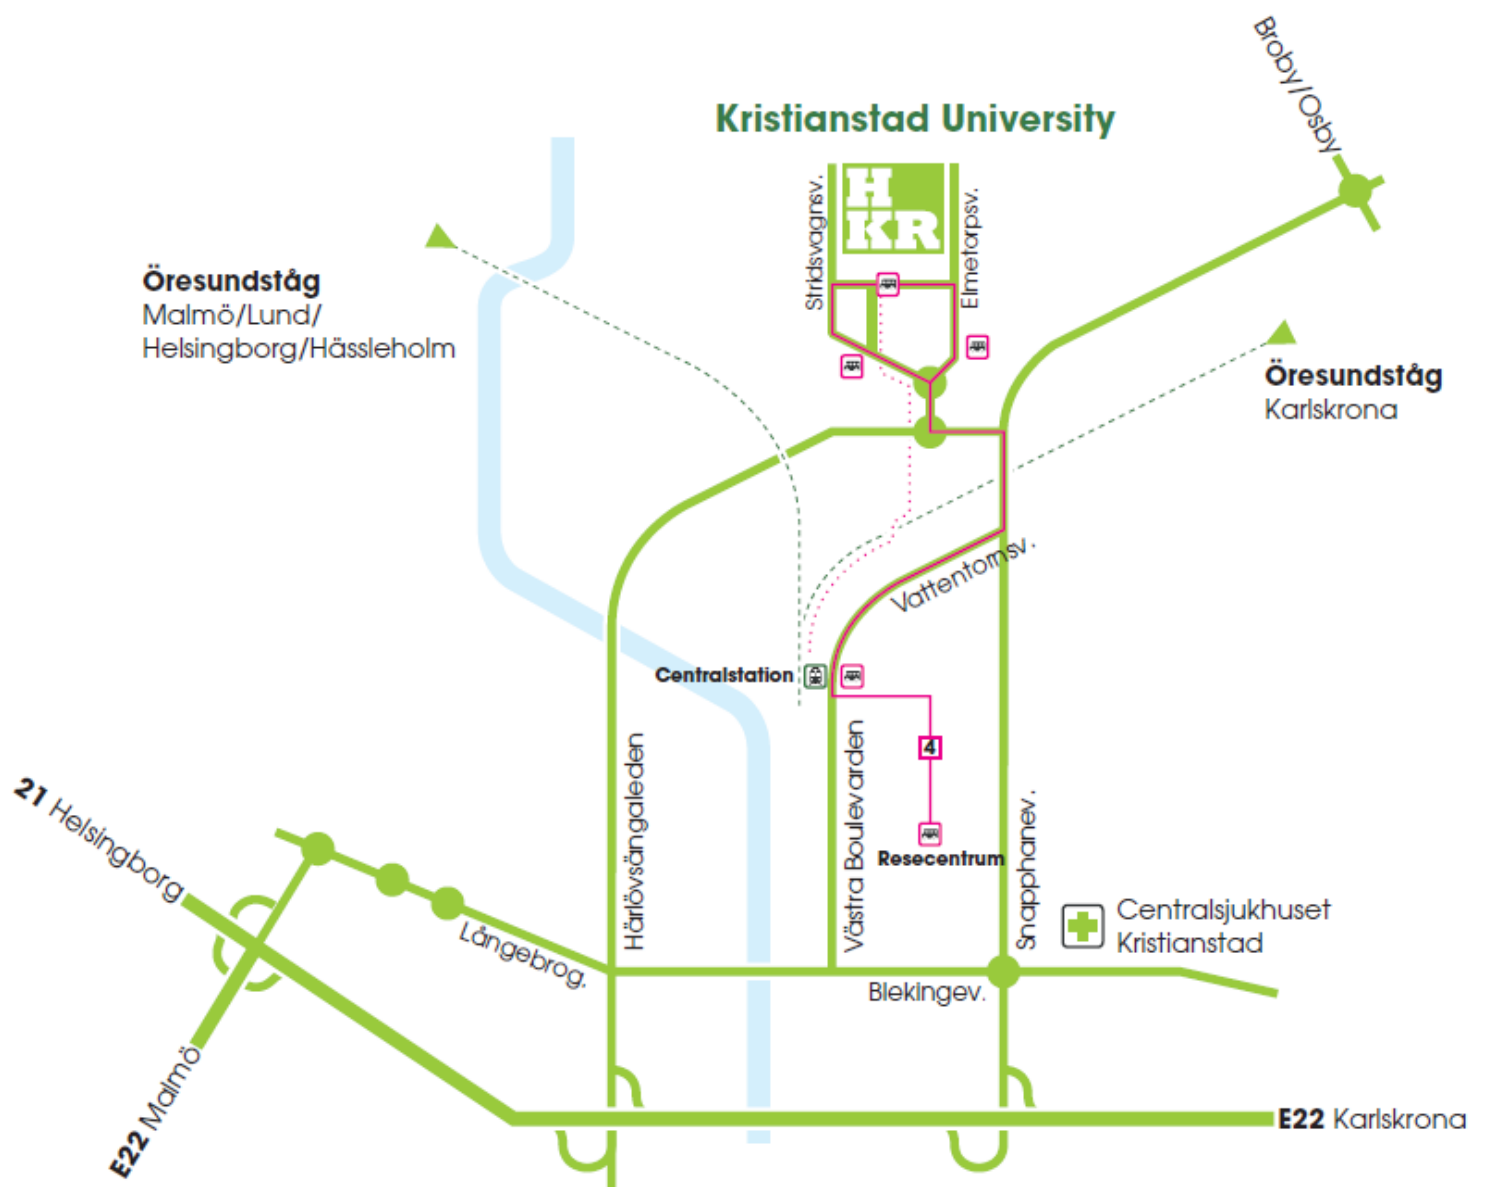 Broby/Osby
Kristianstad University
H
KR
Stridsvagnsv.
Elmetorpsv.
Öresundståg
Malmö/Lund/
Helsingborg/Hässleholm
Öresundståg
Karlskrona
Vattentornsv.
Centralstation
4
Resecentrum
Härlövsängaleden
Västra Boulevarden
Snapphanev.
21 Helsingborg
Långebrog.
Centralsjukhuset
Kristianstad
Blekingev.
E22 Malmö
E22 Karlskrona